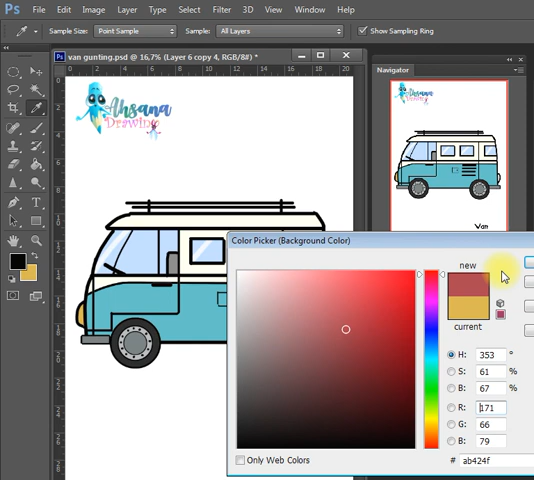 Ps File Edit Image Layer Type Select Filter 3D View Window Help
Sample Size: Point Sample Sample: All Layers Show Sampling Ring
van gunting.psd @ 16,7% (Layer 6 copy 4, RGB/8#) *
Navigator
Ahsana
Drawing
Ahsana
Drawing
Van
Color Picker (Background Color)
new
current
H: 353 °
S: 61 %
B: 67 %
R: 171
G: 66
B: 79
# ab424f
Only Web Colors